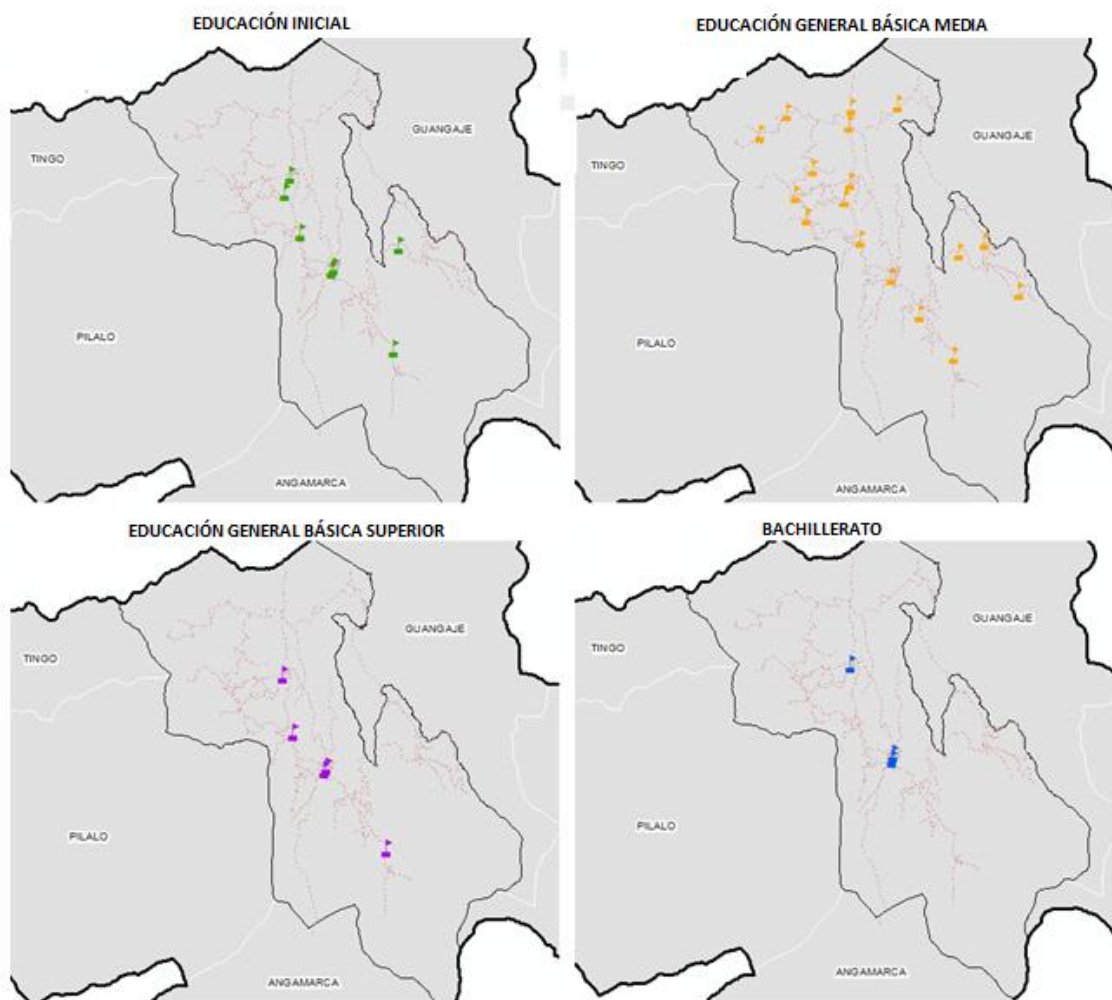 EDUCACIÓN INICIAL
EDUCACIÓN GENERAL BÁSICA MEDIA
GUANGAJE
TINGO
PILALO
ANGAMARCA
GUANGAJE
TINGO
PILALO
ANGAMARCA
EDUCACIÓN GENERAL BÁSICA SUPERIOR
BACHILLERATO
GUANGAJE
TINGO
PILALO
ANGAMARCA
GUANGAJE
TINGO
PILALO
ANGAMARCA